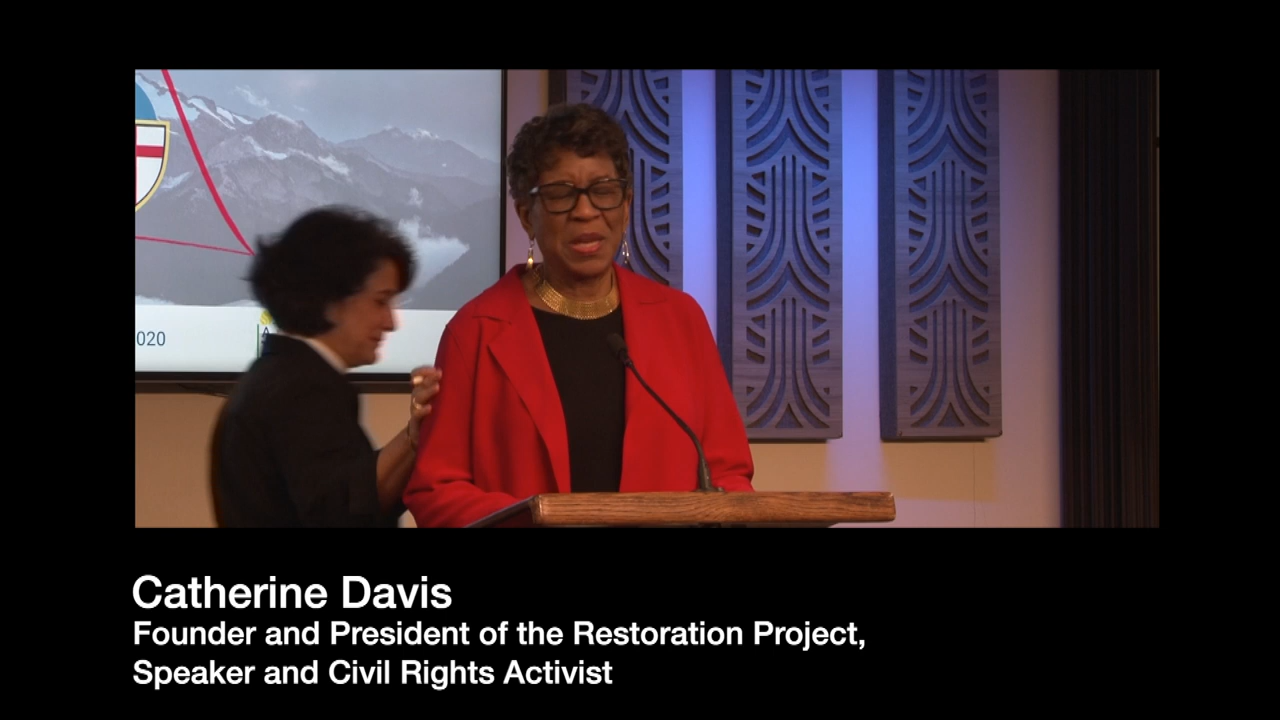 020
Catherine Davis
Founder and President of the Restoration Project,
Speaker and Civil Rights Activist